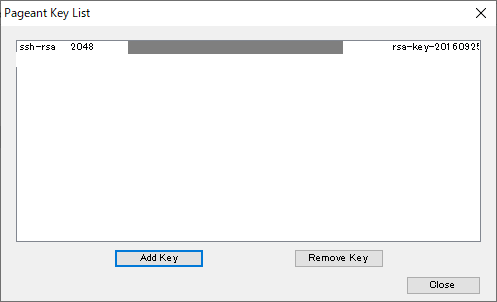 Pageant Key List
ssh-rsa 2048 rsa-key-20160925
Add Key Remove Key
Close